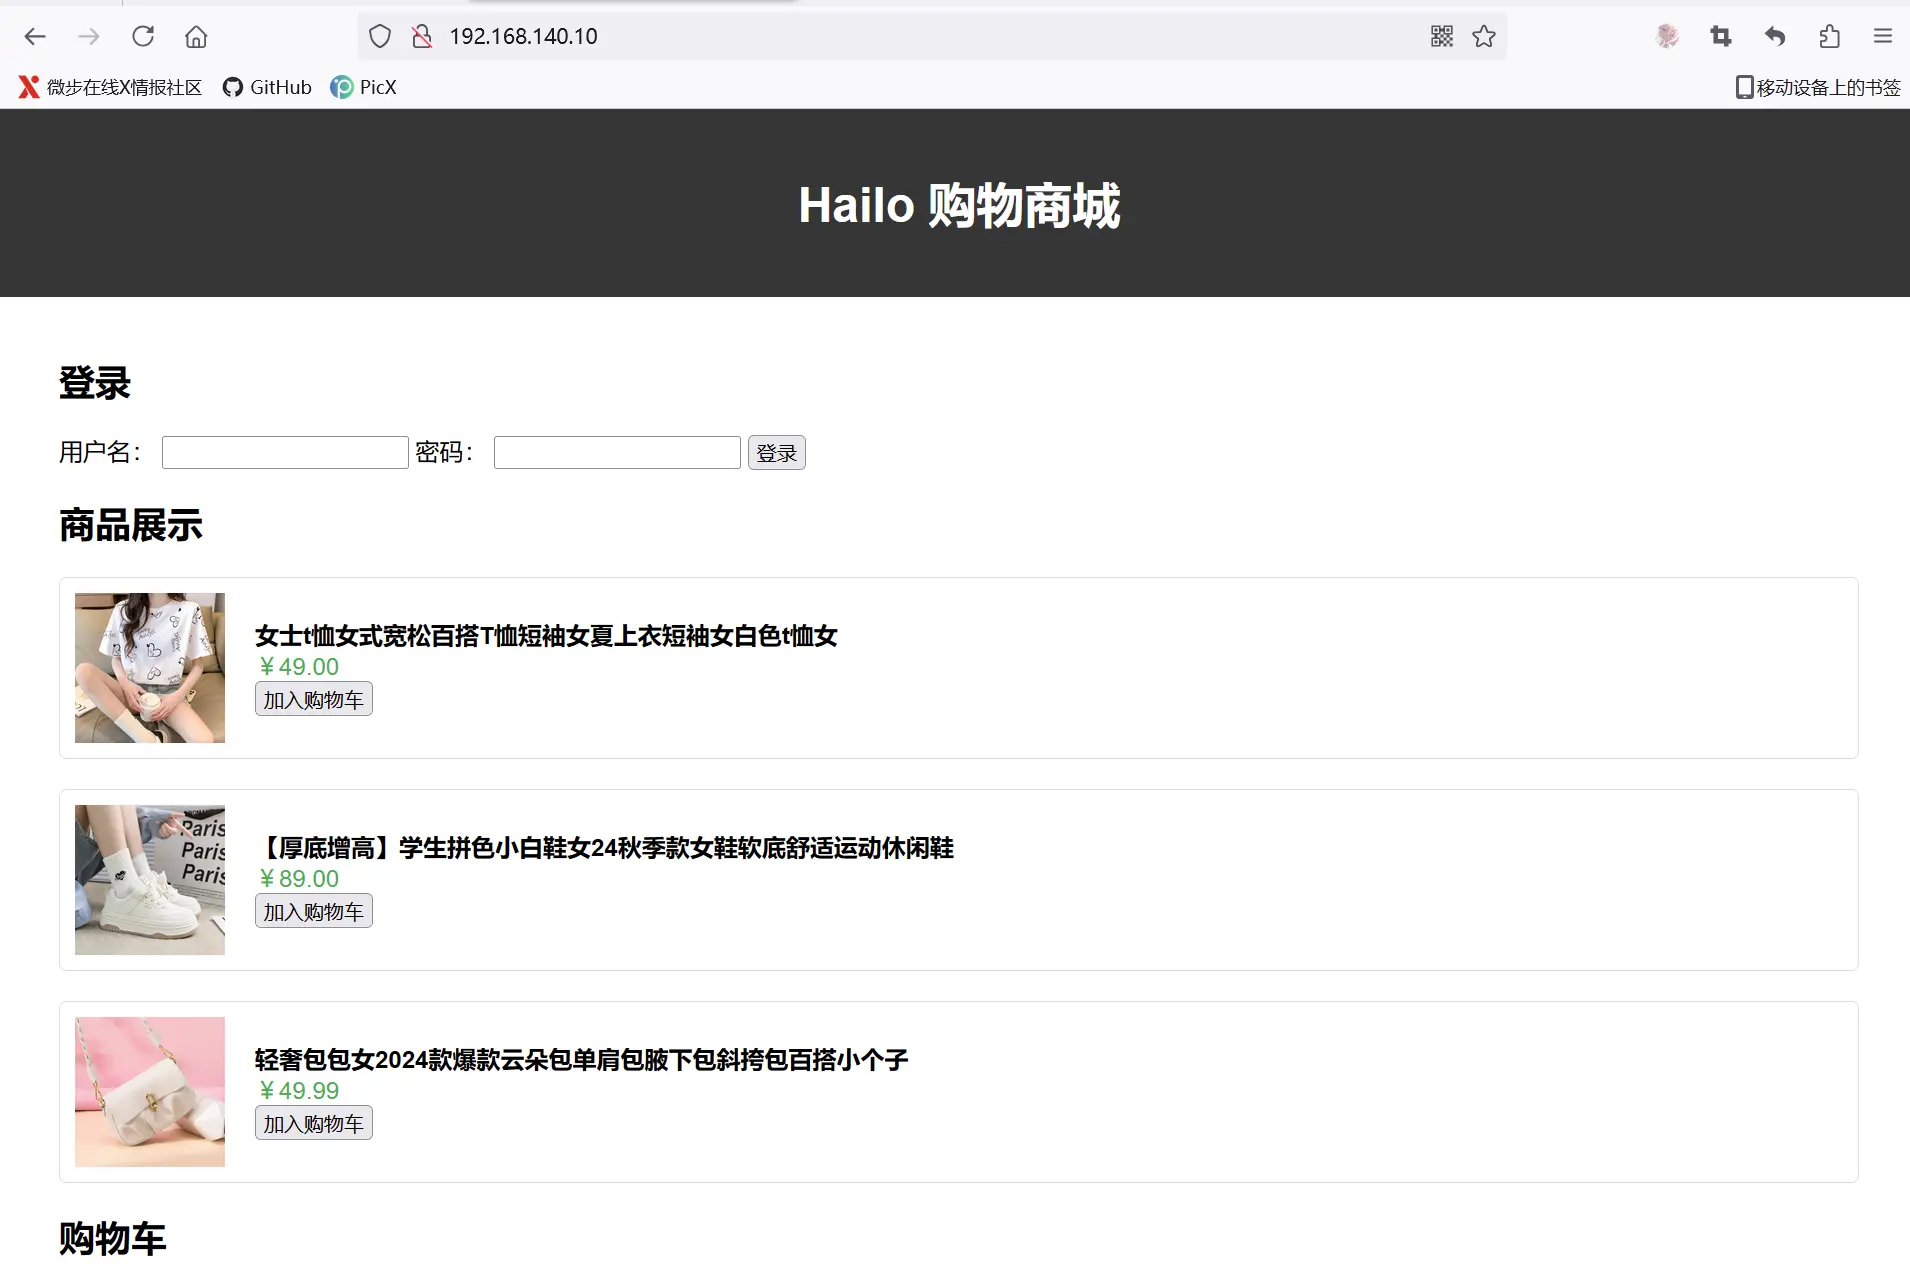 192.168.140.10
微步在线X情报社区 GitHub PicX 移动设备上的书签
Hailo 购物商城
登录
用户名： 密码： 登录
商品展示
女士t恤女式宽松百搭T恤短袖女夏上衣短袖女白色t恤女
￥49.00
加入购物车
Paris
Paris
Paris
【厚底增高】学生拼色小白鞋女24秋季款女鞋软底舒适运动休闲鞋
￥89.00
加入购物车
轻奢包包女2024款爆款云朵包单肩包腋下包斜挎包百搭小个子
￥49.99
加入购物车
购物车